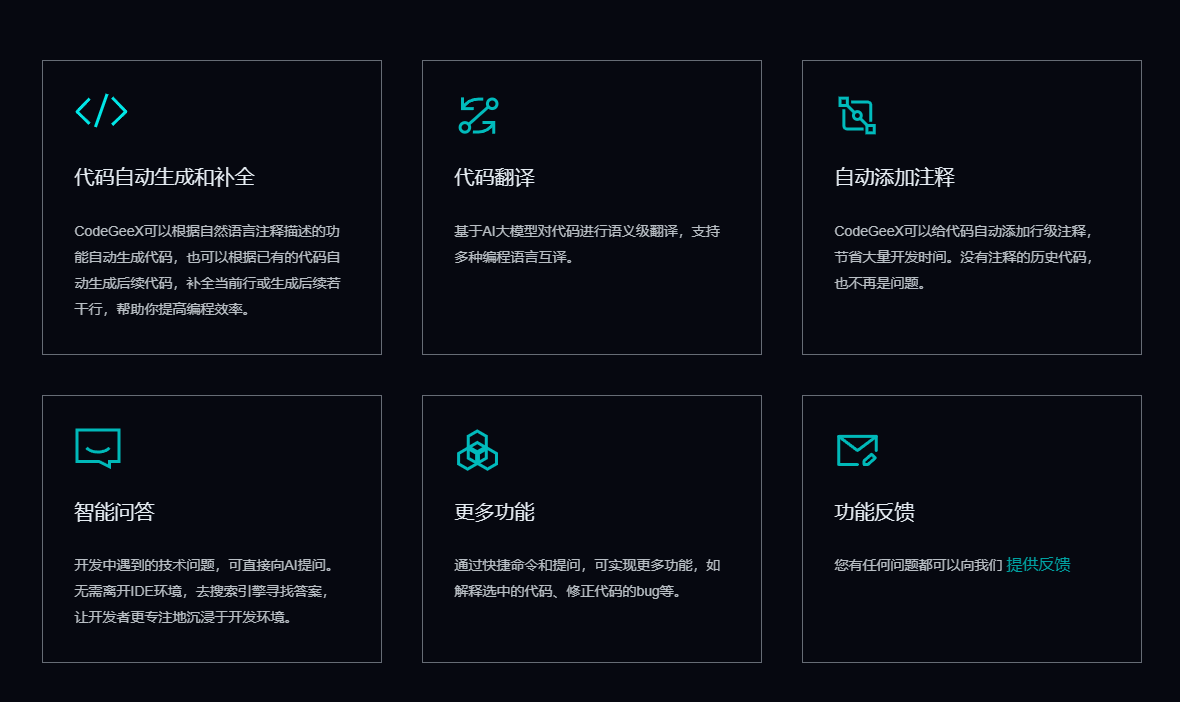 代码自动生成和补全
CodeGeeX可以根据自然语言注释描述的功
能自动生成代码，也可以根据已有的代码自
动生成后续代码，补全当前行或生成后续若
干行，帮助你提高编程效率。
代码翻译
基于AI大模型对代码进行语义级翻译，支持
多种编程语言互译。
自动添加注释
CodeGeeX可以给代码自动添加行级注释，
节省大量开发时间。没有注释的历史代码，
也不再是问题。
智能问答
开发中遇到的技术问题，可直接向AI提问。
无需离开IDE环境，去搜索引擎寻找答案，
让开发者更专注地沉浸于开发环境。
更多功能
通过快捷命令和提问，可实现更多功能，如
解释选中的代码、修正代码的bug等。
功能反馈
您有任何问题都可以向我们 提供反馈